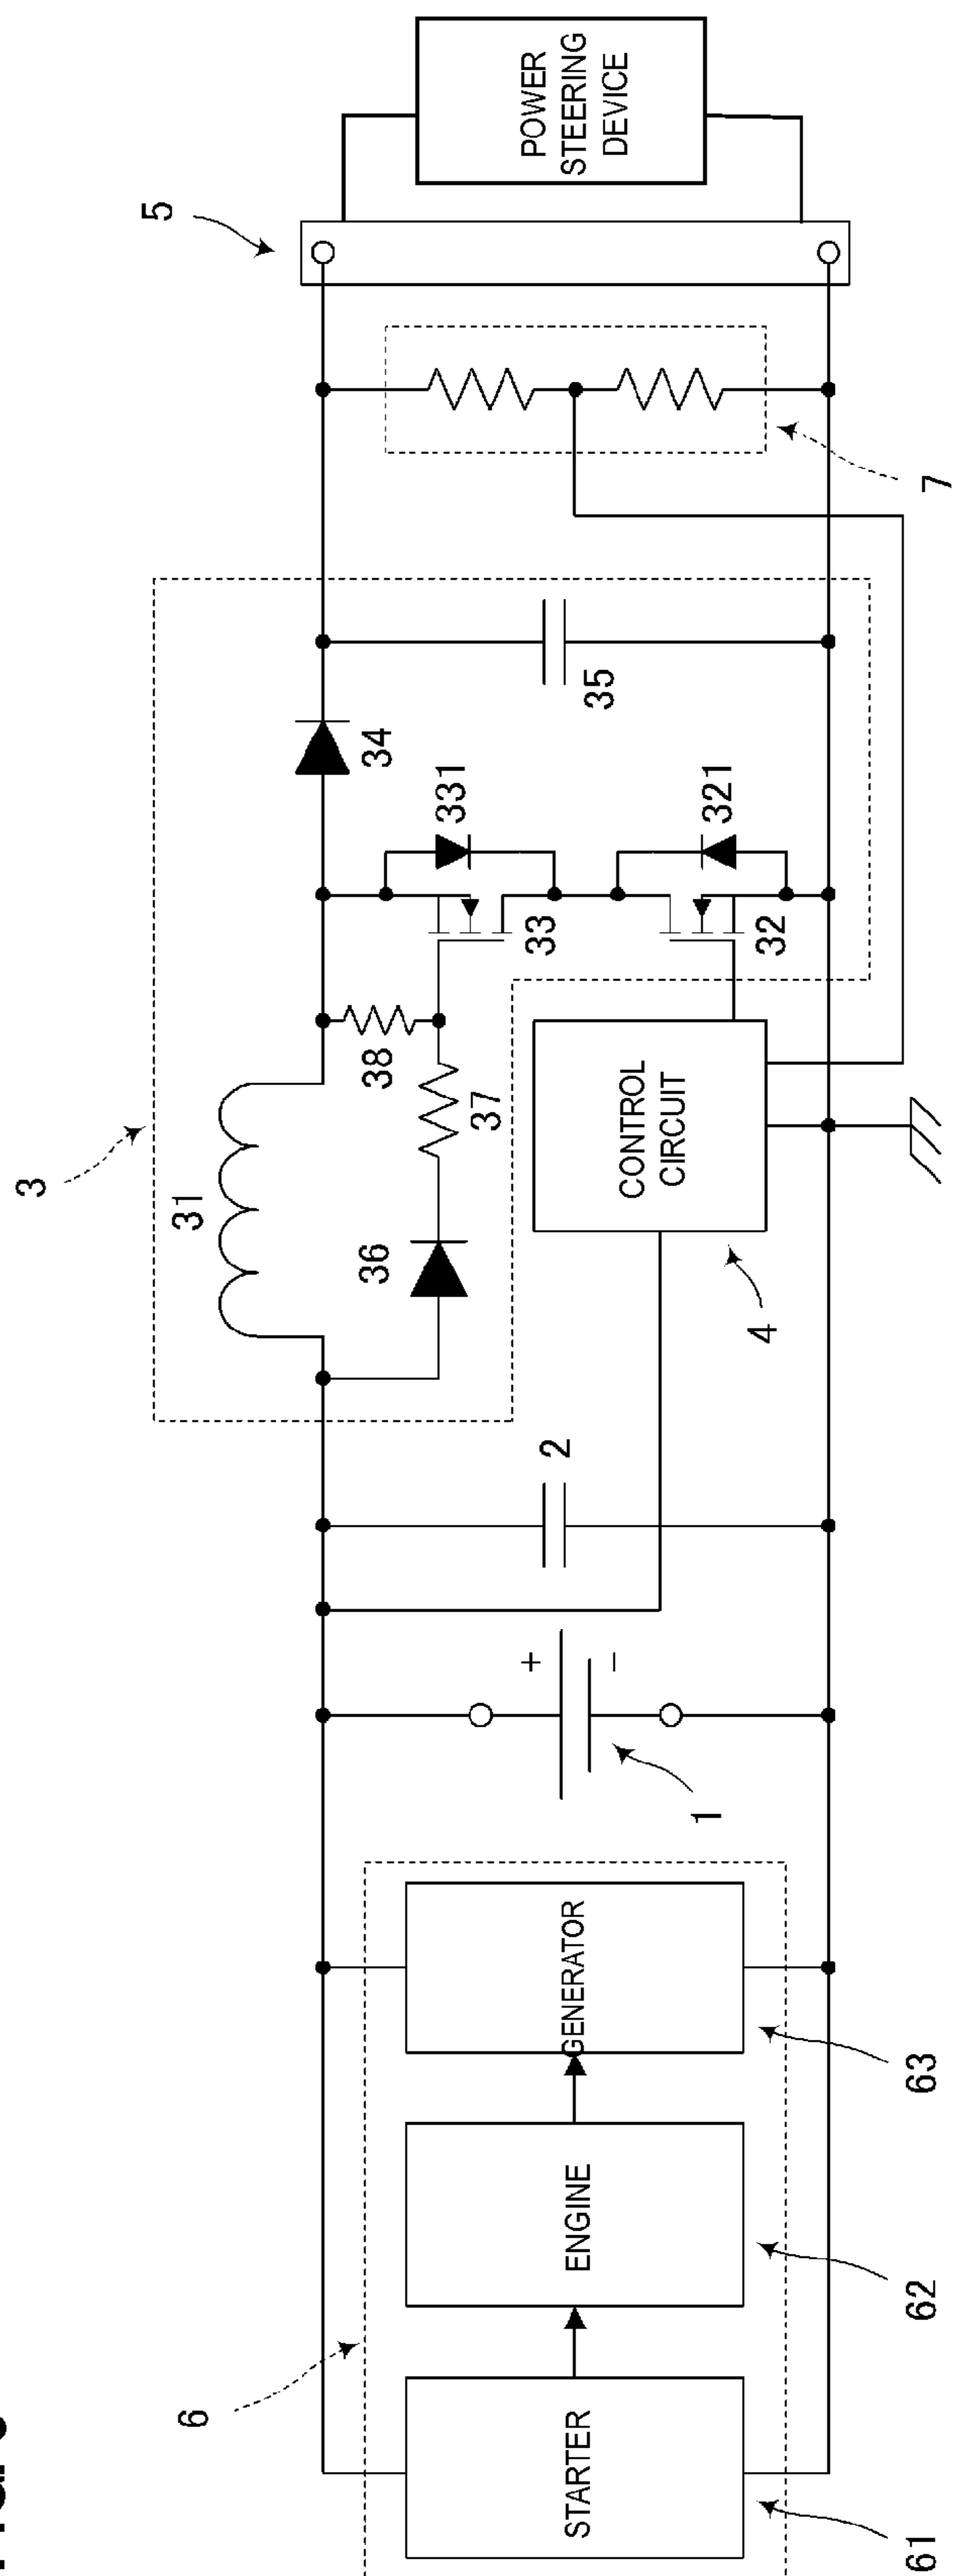 3
31
36
37
38
33
331
32
321
34
35
5
POWER
STEERING
DEVICE
6
STARTER
ENGINE
GENERATOR
+
−
2
CONTROL
CIRCUIT
4
7
1
61
62
63